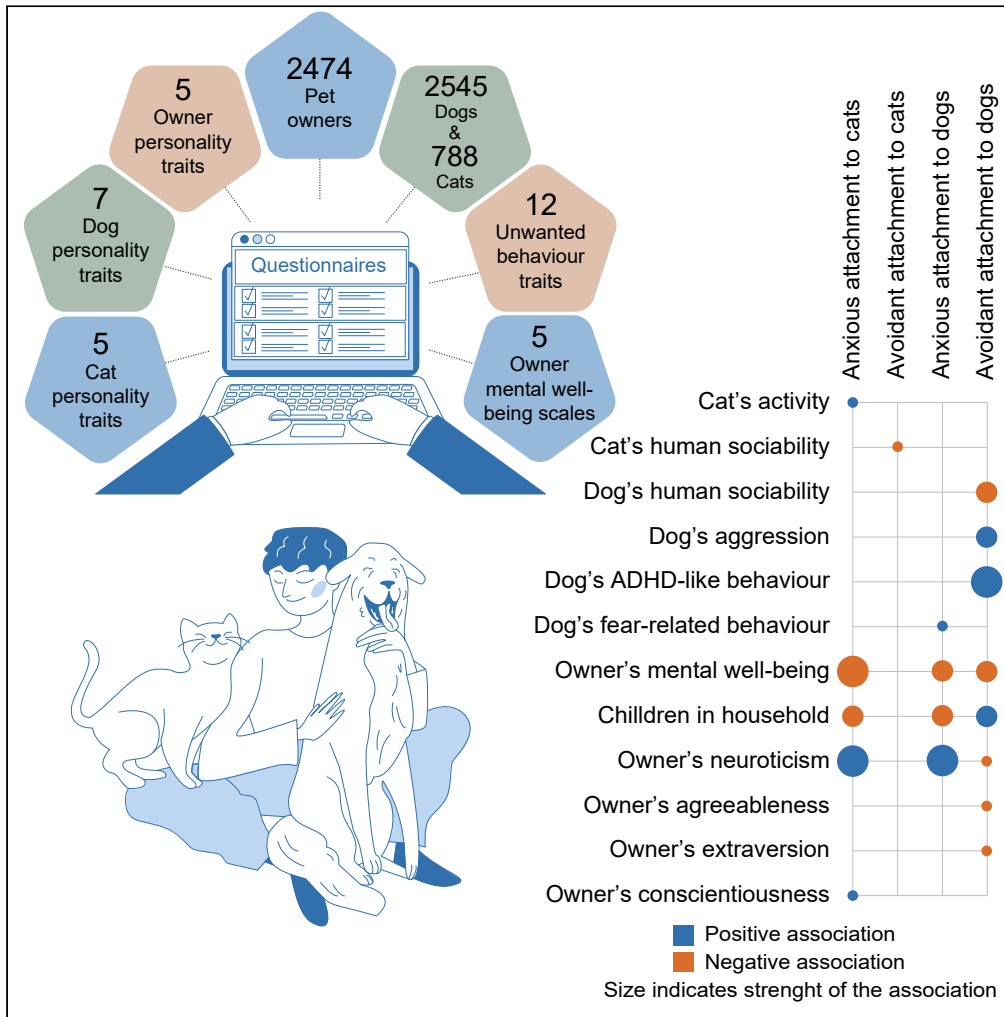 2474
Pet
owners
5
Owner
personality
traits
2545
Dogs
&
788
Cats
7
Dog
personality
traits
12
Unwanted
behaviour
traits
5
Cat
personality
traits
5
Owner
mental well-
being scales
Questionnaires
Anxious attachment to cats
Avoidant attachment to cats
Anxious attachment to dogs
Avoidant attachment to dogs
Cat's activity
Cat's human sociability
Dog's human sociability
Dog's aggression
Dog's ADHD-like behaviour
Dog's fear-related behaviour
Owner's mental well-being
Chilldren in household
Owner's neuroticism
Owner's agreeableness
Owner's extraversion
Owner's conscientiousness
Positive association
Negative association
Size indicates strenght of the association